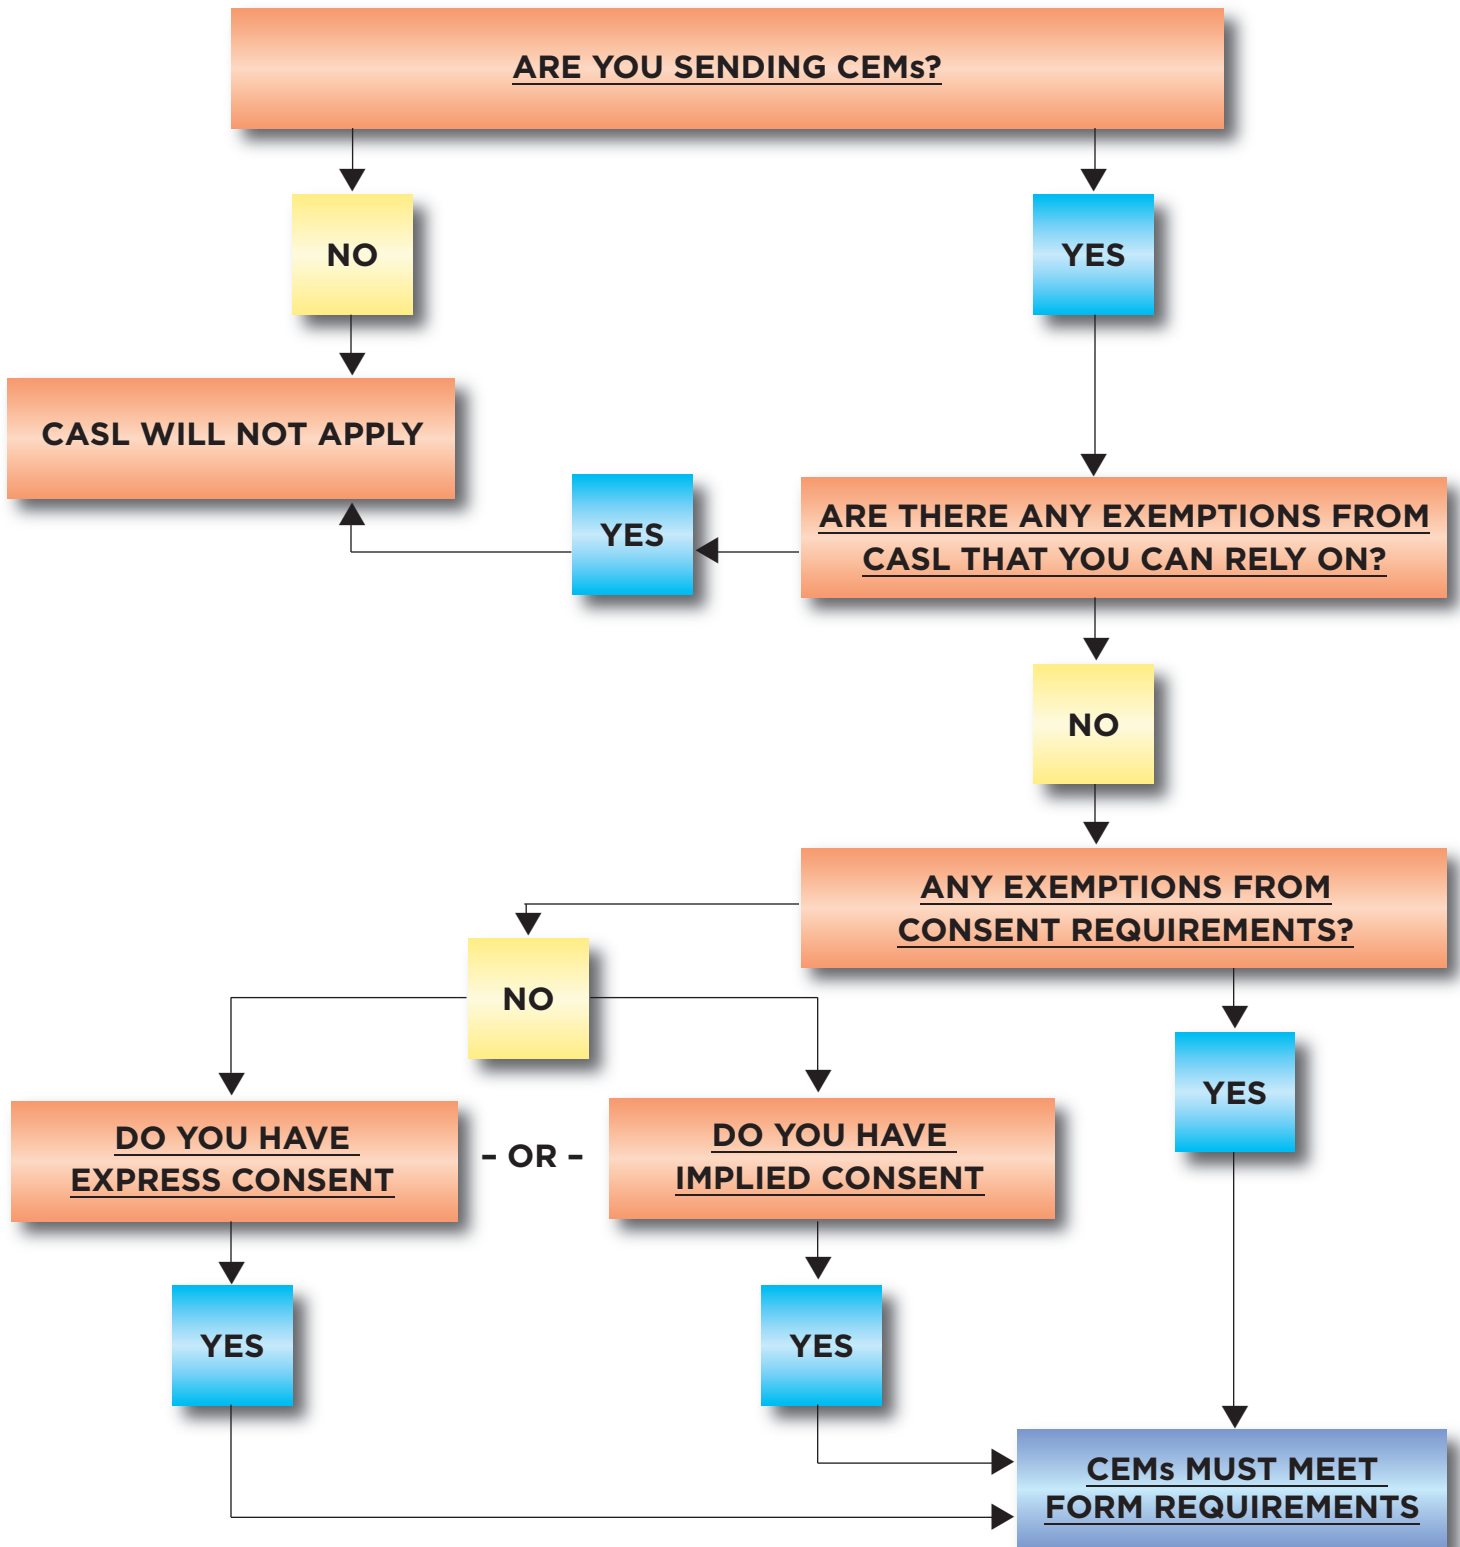 ARE YOU SENDING CEMs?
NO
YES
CASL WILL NOT APPLY
YES
ARE THERE ANY EXEMPTIONS FROM
CASL THAT YOU CAN RELY ON?
NO
ANY EXEMPTIONS FROM
CONSENT REQUIREMENTS?
NO
YES
DO YOU HAVE
EXPRESS CONSENT
- OR -
DO YOU HAVE
IMPLIED CONSENT
YES
YES
CEMs MUST MEET
FORM REQUIREMENTS